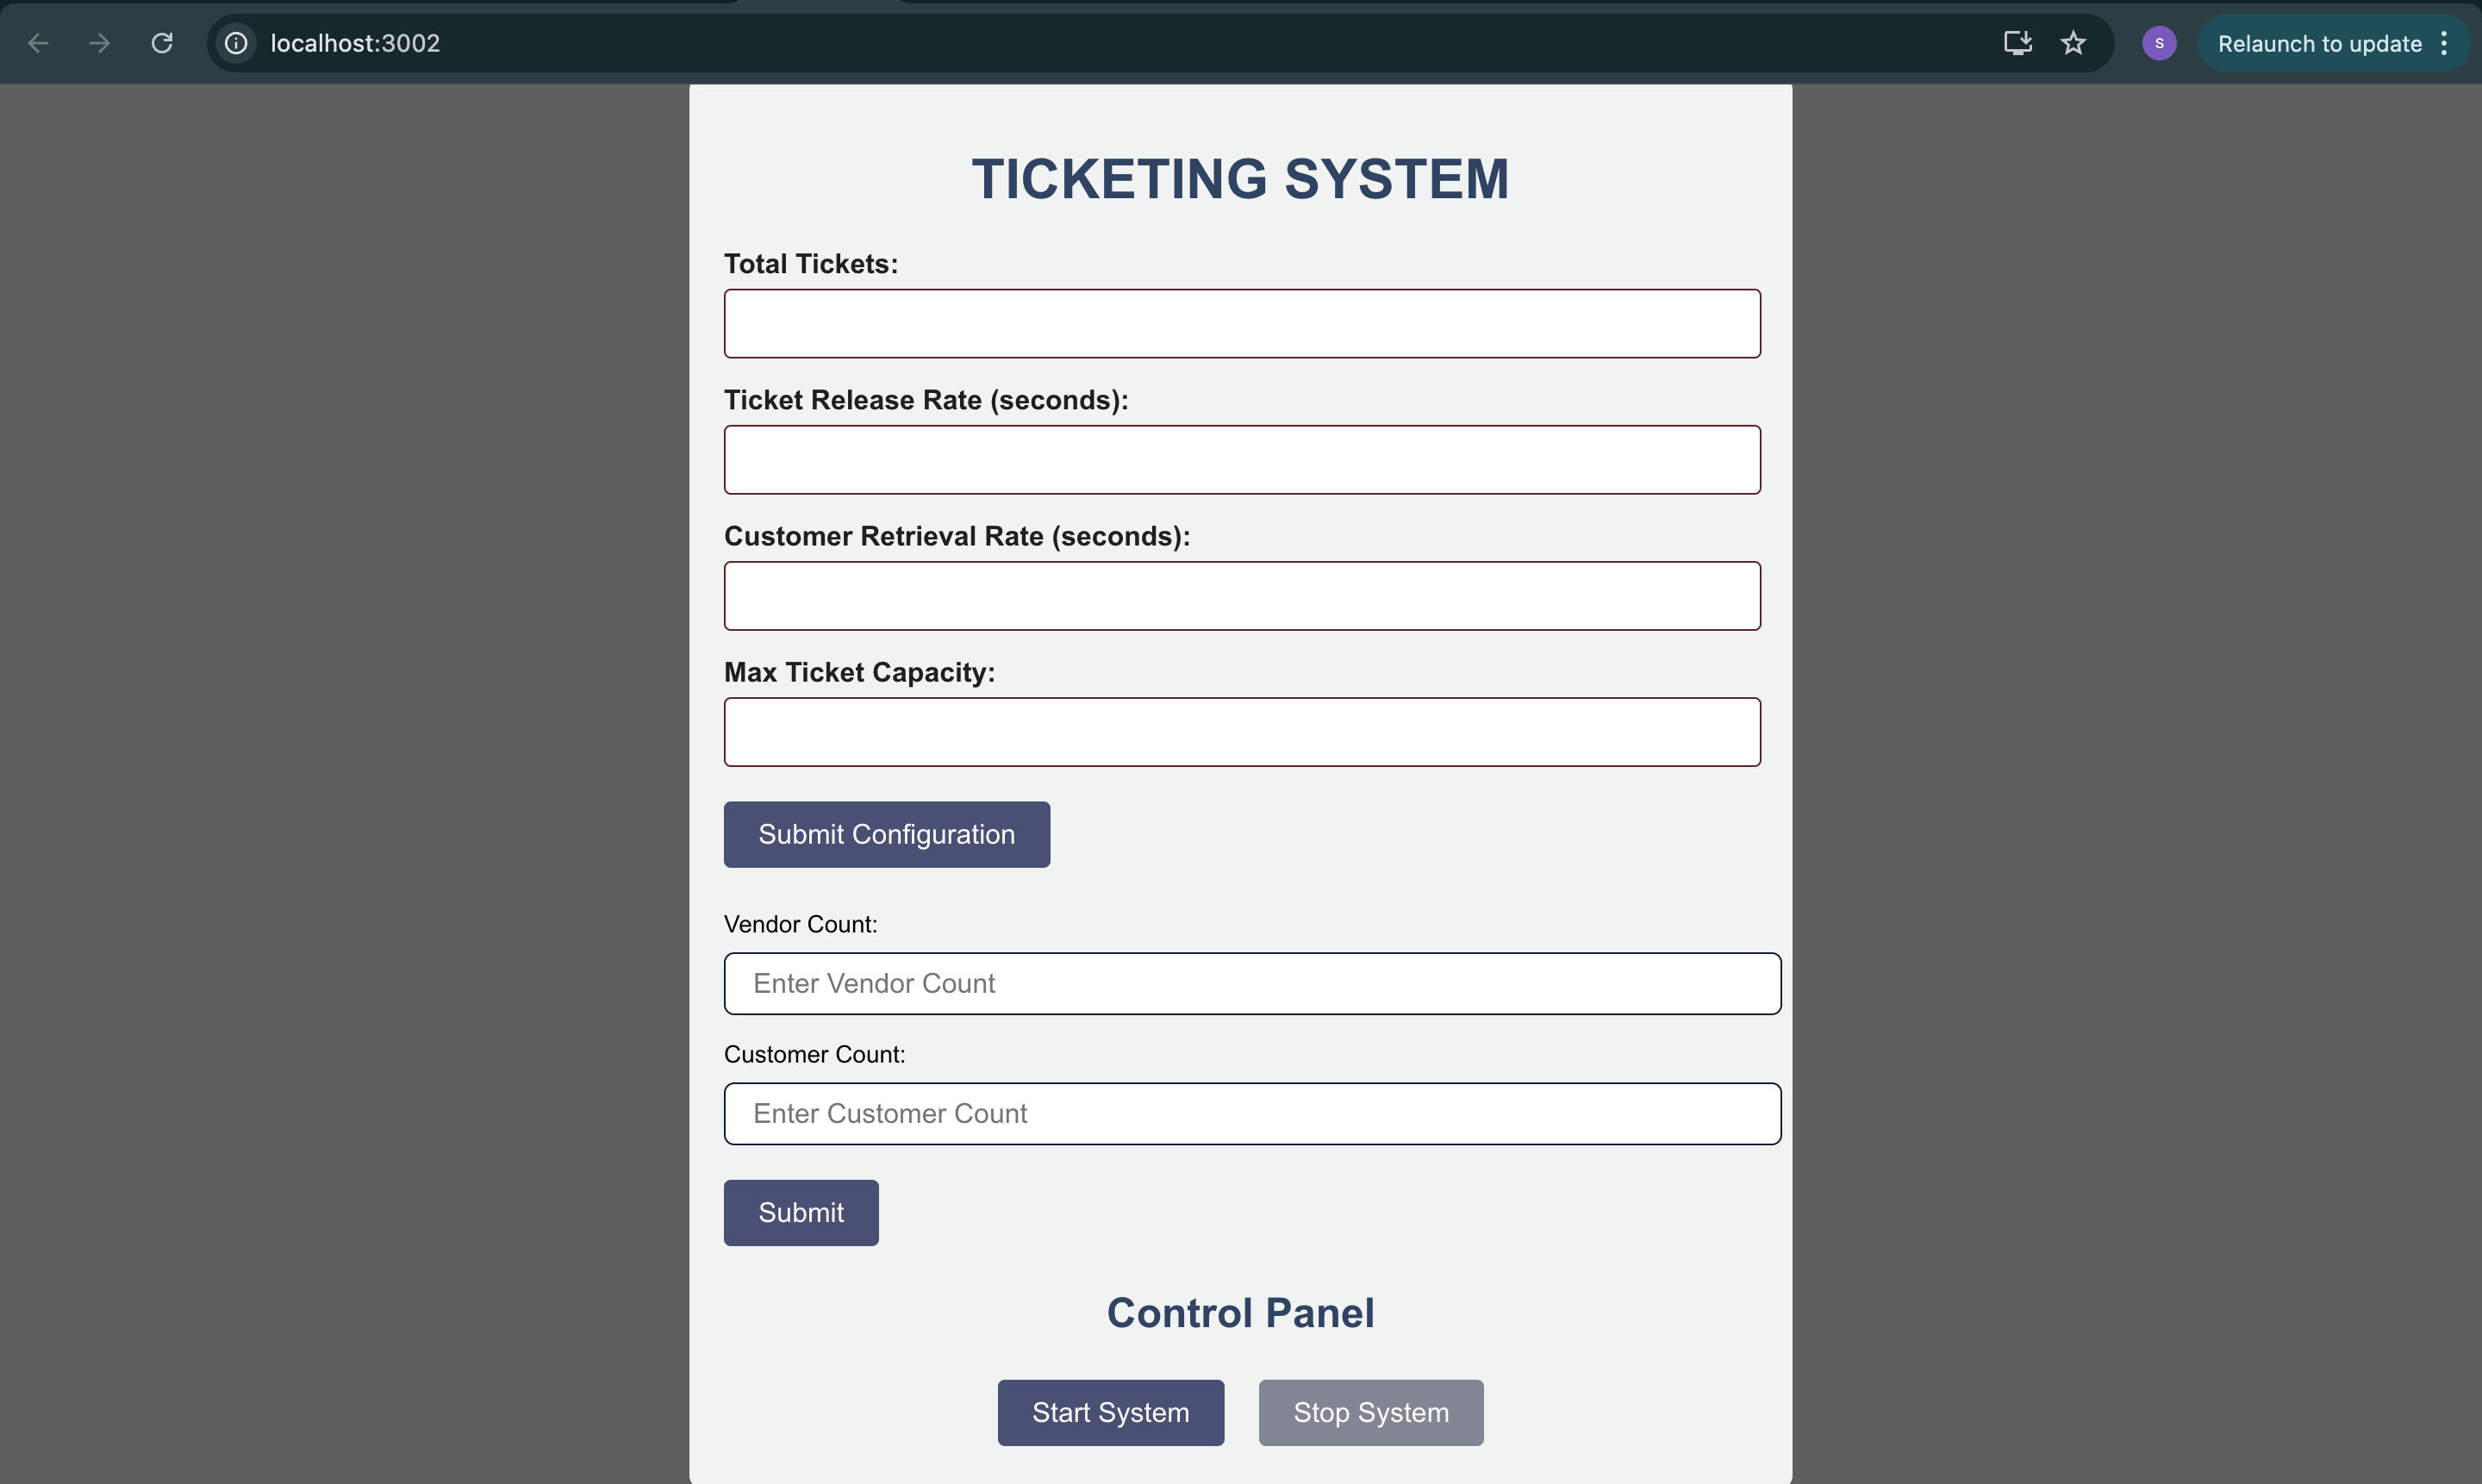 localhost:3002
S
Relaunch to update
TICKETING SYSTEM
Total Tickets:
Ticket Release Rate (seconds):
Customer Retrieval Rate (seconds):
Max Ticket Capacity:
Submit Configuration
Vendor Count:
Enter Vendor Count
Customer Count:
Enter Customer Count
Submit
Control Panel
Start System
Stop System